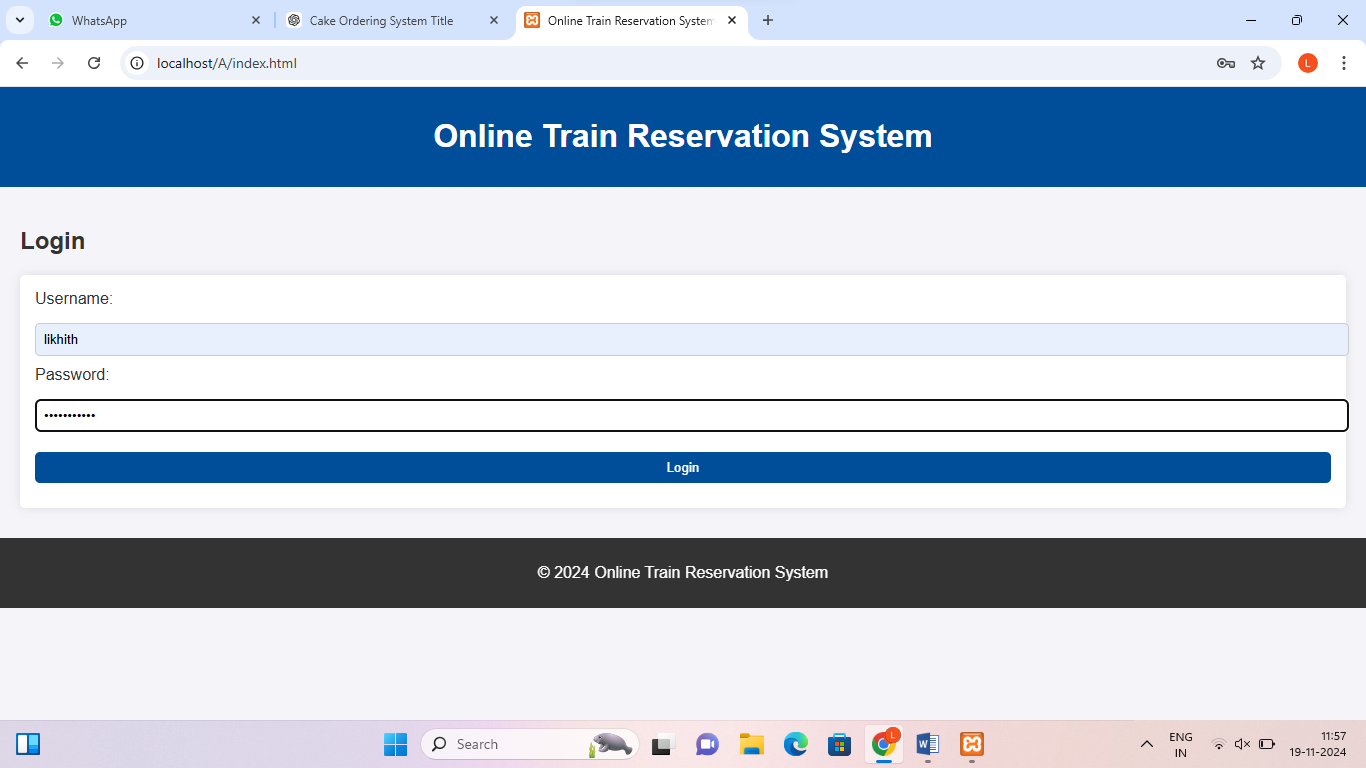 WhatsApp
Cake Ordering System Title
Online Train Reservation System
localhost/A/index.html
L
Online Train Reservation System
Login
Username:
likhith
Password:
•••••••••••
Login
© 2024 Online Train Reservation System
Search
L
ENG
IN
11:57
19-11-2024